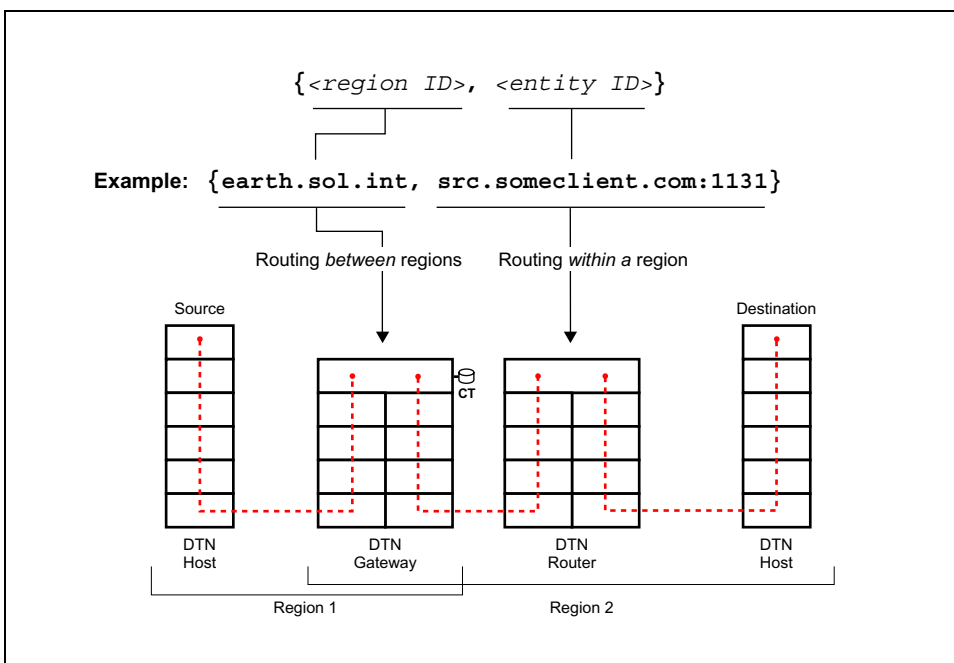 {<region ID>, <entity ID>}
Example: {earth.sol.int, src.someclient.com:1131}
Routing between regions
Routing within a region
Source
Destination
CT
DTN
Host
DTN
Gateway
DTN
Router
DTN
Host
Region 1
Region 2